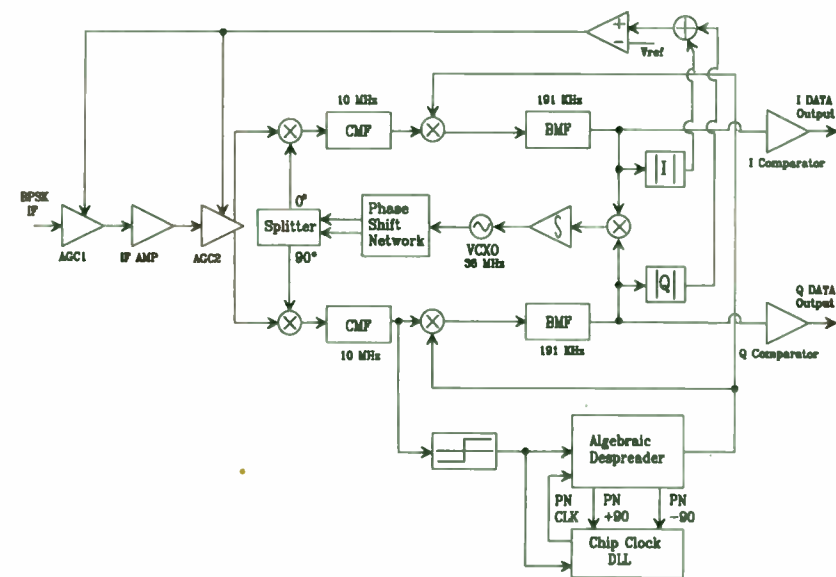 +
−
Vref
10 MHz
191 KHz
I DATA
Output
CMF
BMF
I Comparator
|I|
BPSK
IF
0°
Splitter
90°
Phase
Shift
Network
∫
AGC1
IF AMP
AGC2
VCXO
36 MHz
|Q|
Q DATA
Output
CMF
BMF
10 MHz
191 KHz
Q Comparator
Algebraic
Despreader
PN
CLK
PN
+90
PN
-90
Chip Clock
DLL